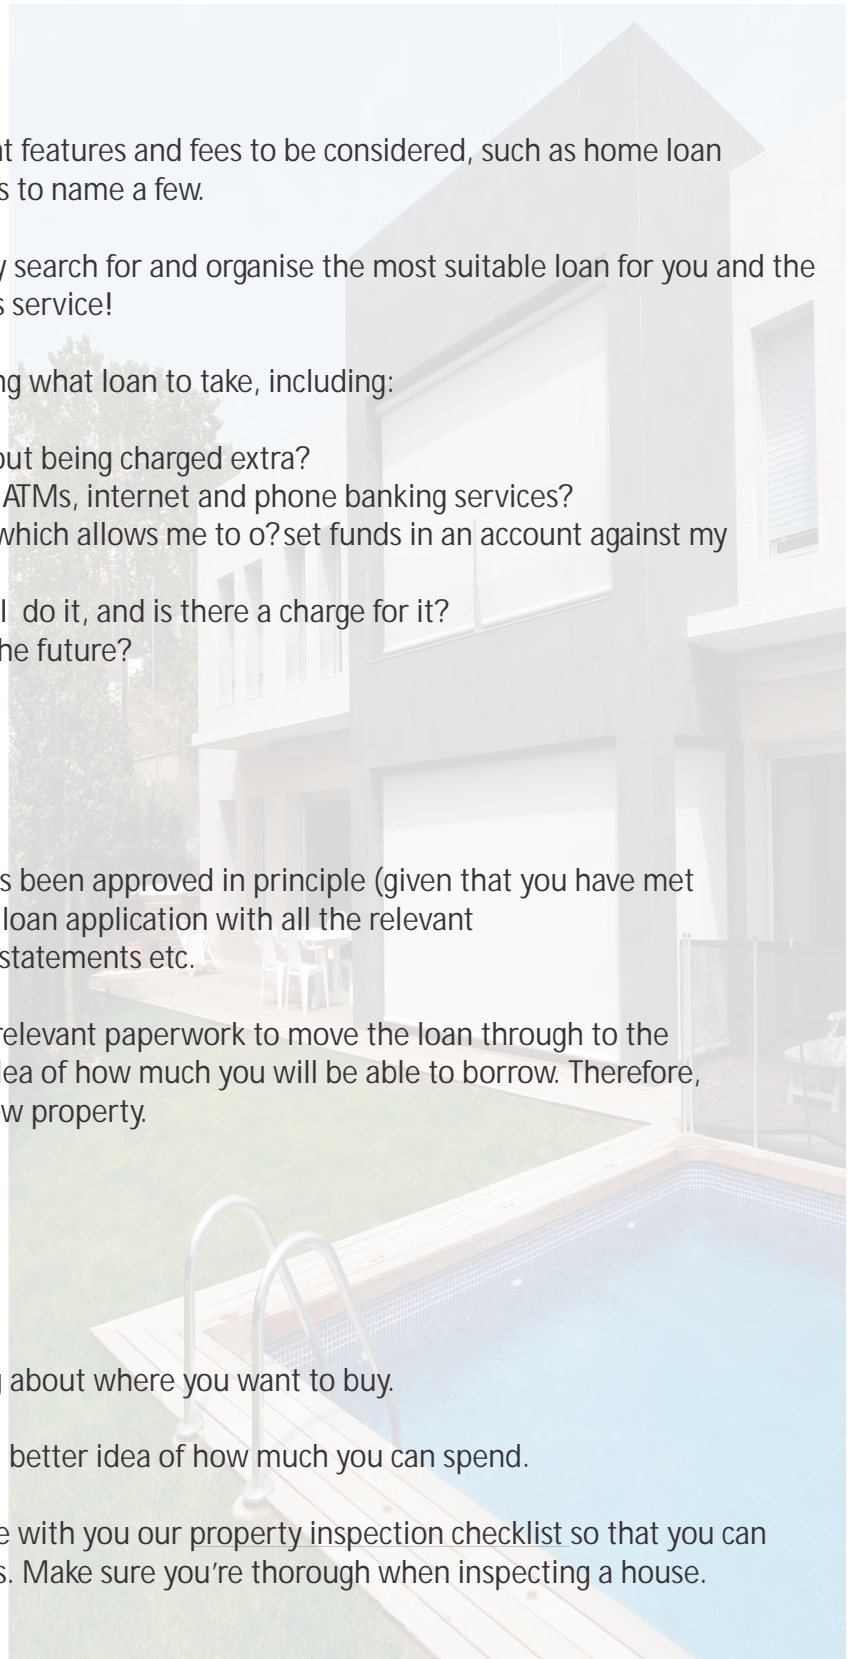 t features and fees to be considered, such as home loan
s to name a few.
y search for and organise the most suitable loan for you and the
s service!
ng what loan to take, including:
out being charged extra?
ATMs, internet and phone banking services?
which allows me to o?set funds in an account against my
I do it, and is there a charge for it?
he future?
s been approved in principle (given that you have met
loan application with all the relevant
statements etc.
relevant paperwork to move the loan through to the
dea of how much you will be able to borrow. Therefore,
ew property.
g about where you want to buy.
better idea of how much you can spend.
e with you our property inspection checklist so that you can
s. Make sure you're thorough when inspecting a house.